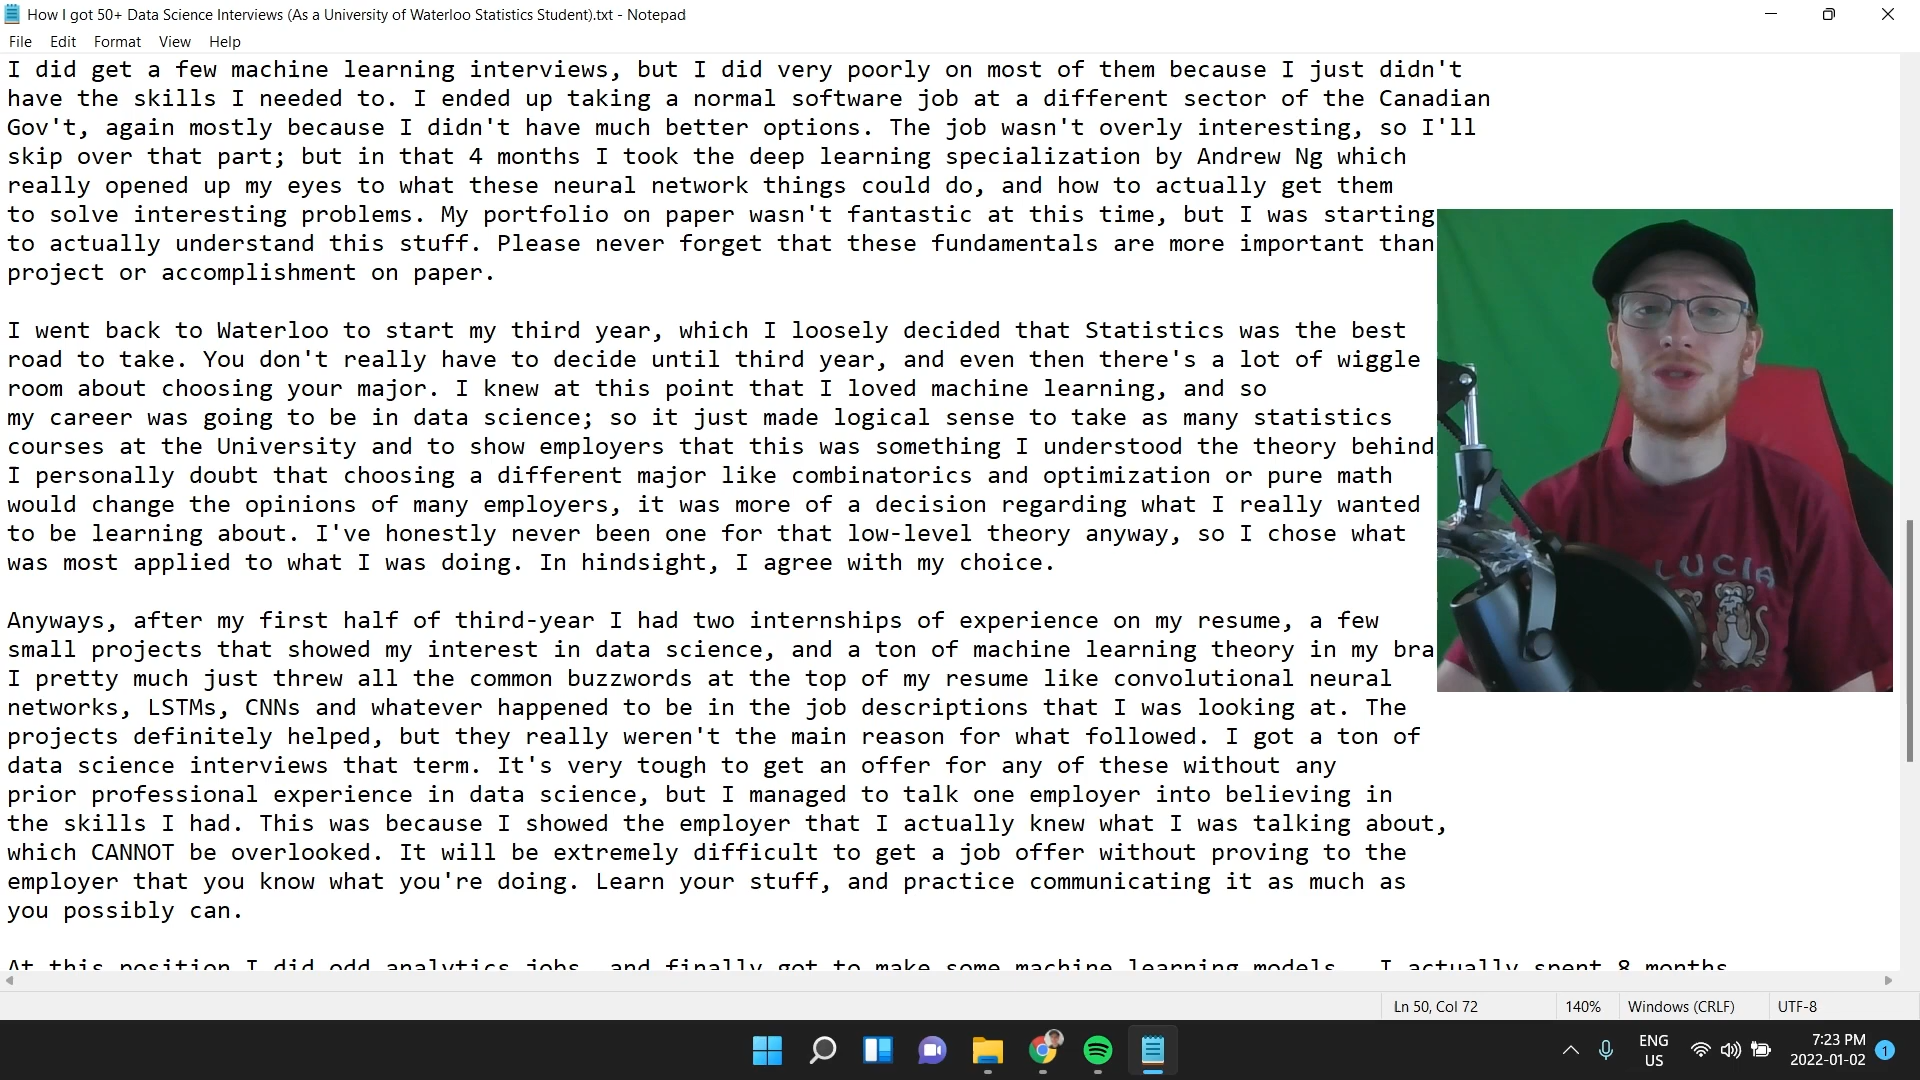 How I got 50+ Data Science Interviews (As a University of Waterloo Statistics Student).txt - Notepad
File Edit Format View Help
I did get a few machine learning interviews, but I did very poorly on most of them because I just didn't
have the skills I needed to. I ended up taking a normal software job at a different sector of the Canadian
Gov't, again mostly because I didn't have much better options. The job wasn't overly interesting, so I'll
skip over that part; but in that 4 months I took the deep learning specialization by Andrew Ng which
really opened up my eyes to what these neural network things could do, and how to actually get them
to solve interesting problems. My portfolio on paper wasn't fantastic at this time, but I was starting
to actually understand this stuff. Please never forget that these fundamentals are more important than
project or accomplishment on paper.
I went back to Waterloo to start my third year, which I loosely decided that Statistics was the best
road to take. You don't really have to decide until third year, and even then there's a lot of wiggle
room about choosing your major. I knew at this point that I loved machine learning, and so
my career was going to be in data science; so it just made logical sense to take as many statistics
courses at the University and to show employers that this was something I understood the theory behind
I personally doubt that choosing a different major like combinatorics and optimization or pure math
would change the opinions of many employers, it was more of a decision regarding what I really wanted
to be learning about. I've honestly never been one for that low-level theory anyway, so I chose what
was most applied to what I was doing. In hindsight, I agree with my choice.
Anyways, after my first half of third-year I had two internships of experience on my resume, a few
small projects that showed my interest in data science, and a ton of machine learning theory in my bra
I pretty much just threw all the common buzzwords at the top of my resume like convolutional neural
networks, LSTMs, CNNs and whatever happened to be in the job descriptions that I was looking at. The
projects definitely helped, but they really weren't the main reason for what followed. I got a ton of
data science interviews that term. It's very tough to get an offer for any of these without any
prior professional experience in data science, but I managed to talk one employer into believing in
the skills I had. This was because I showed the employer that I actually knew what I was talking about,
which CANNOT be overlooked. It will be extremely difficult to get a job offer without proving to the
employer that you know what you're doing. Learn your stuff, and practice communicating it as much as
you possibly can.
At this position I did odd analytics jobs, and finally got to make some machine learning models. I actually spent 8 months
LUCIA
Ln 50, Col 72 140% Windows (CRLF) UTF-8
ENG
US
7:23 PM
2022-01-02
1